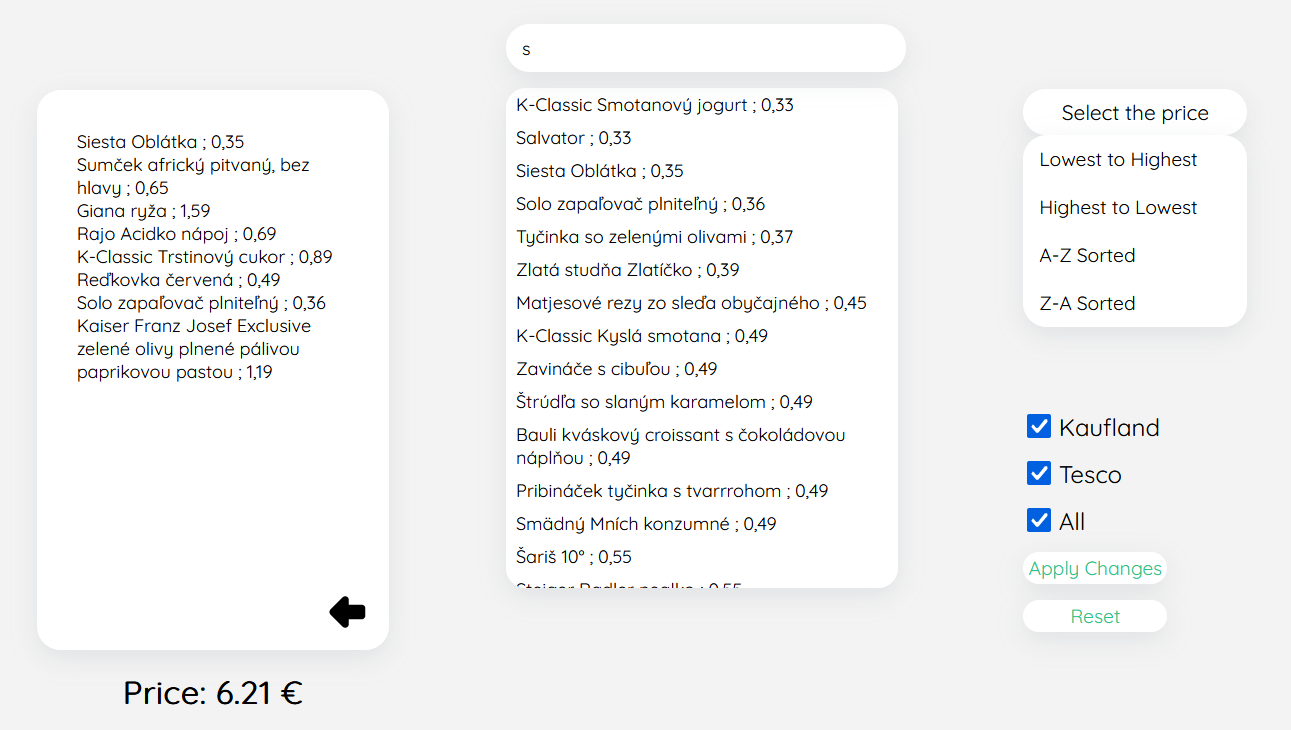 s
Siesta Oblátka ; 0,35
Sumček africký pitvaný, bez
hlavy ; 0,65
Giana ryža ; 1,59
Rajo Acidko nápoj ; 0,69
K-Classic Trstinový cukor ; 0,89
Reďkovka červená ; 0,49
Solo zapaľovač plniteľný ; 0,36
Kaiser Franz Josef Exclusive
zelené olivy plnené pálivou
paprikovou pastou ; 1,19
Price: 6.21 €
K-Classic Smotanový jogurt ; 0,33
Salvator ; 0,33
Siesta Oblátka ; 0,35
Solo zapaľovač plniteľný ; 0,36
Tyčinka so zelenými olivami ; 0,37
Zlatá studňa Zlatíčko ; 0,39
Matjesové rezy zo sleďa obyčajného ; 0,45
K-Classic Kyslá smotana ; 0,49
Zavináče s cibuľou ; 0,49
Štrúdľa so slaným karamelom ; 0,49
Bauli kváskový croissant s čokoládovou
náplňou ; 0,49
Pribináček tyčinka s tvarrrohom ; 0,49
Smädný Mních konzumné ; 0,49
Šariš 10° ; 0,55
Select the price
Lowest to Highest
Highest to Lowest
A-Z Sorted
Z-A Sorted
Kaufland
Tesco
All
Apply Changes
Reset